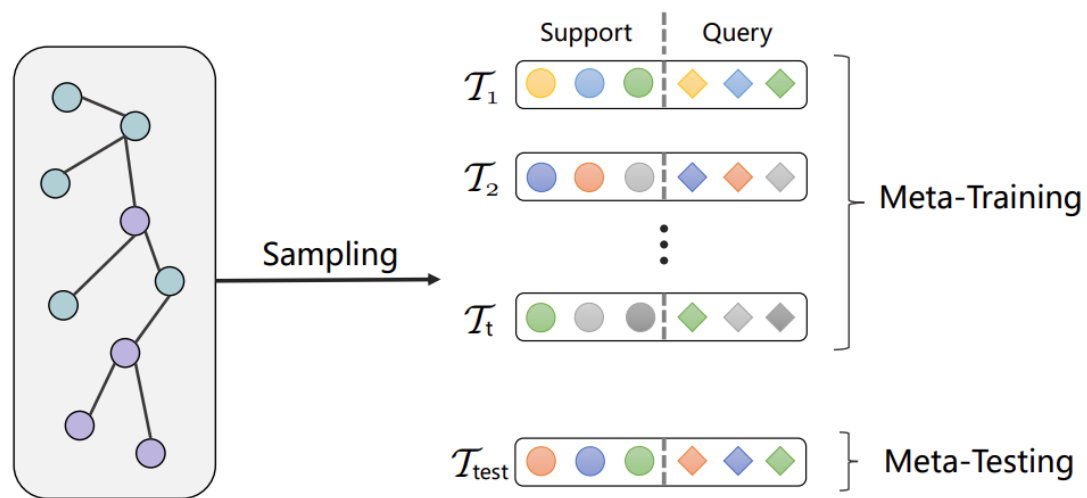 Support Query
𝒯1
𝒯2
Meta-Training
Sampling
𝒯t
𝒯test
Meta-Testing